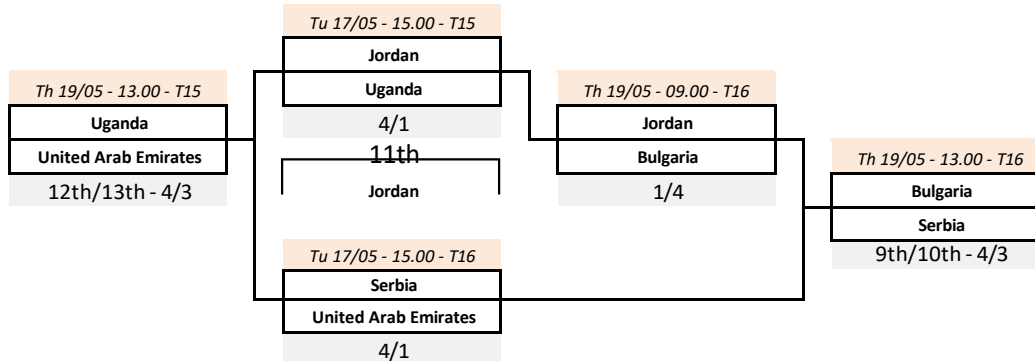 Tu 17/05 - 15.00 - T15
Jordan
Uganda
4/1
Th 19/05 - 13.00 - T15
Uganda
United Arab Emirates
12th/13th - 4/3
11th
Jordan
Th 19/05 - 09.00 - T16
Jordan
Bulgaria
1/4
Th 19/05 - 13.00 - T16
Bulgaria
Serbia
9th/10th - 4/3
Tu 17/05 - 15.00 - T16
Serbia
United Arab Emirates
4/1